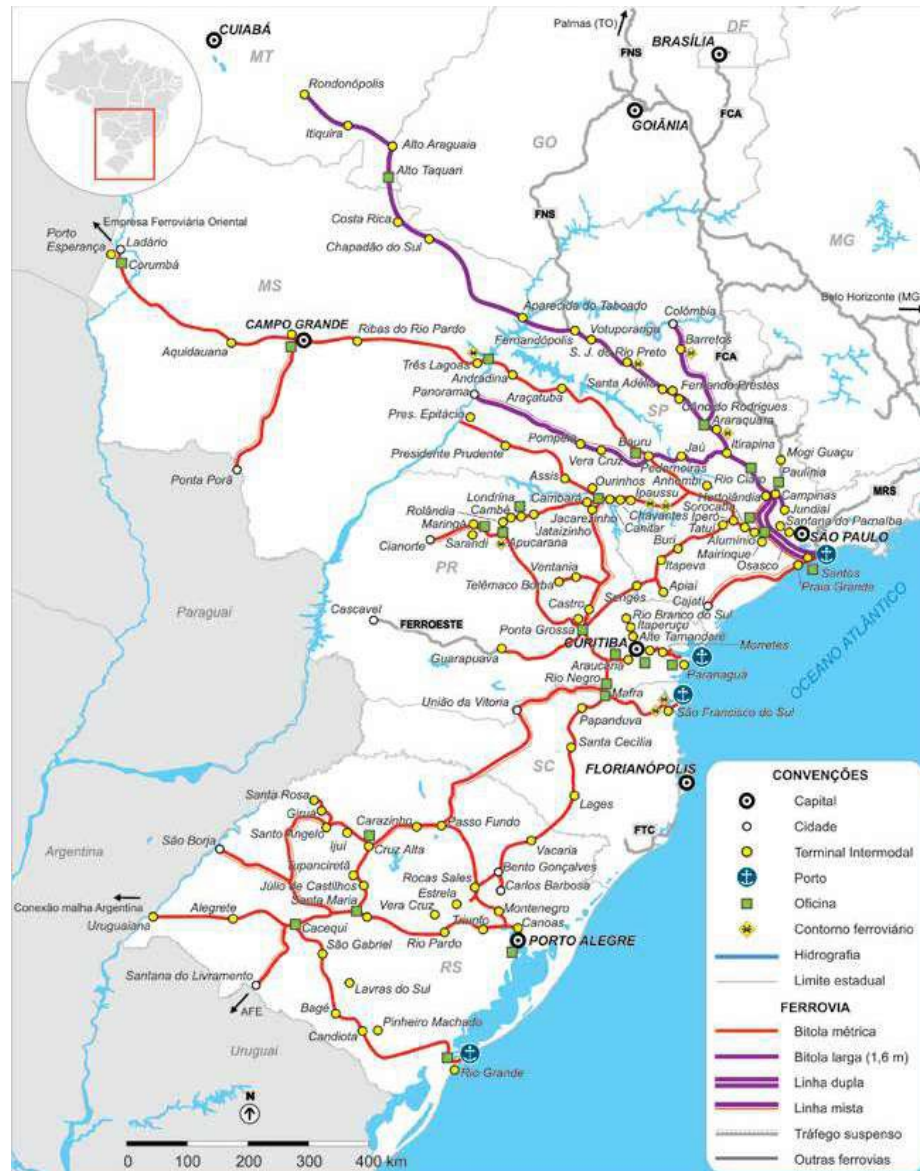 CUIABÁ
MT
Palmas (TO)
FNS
DF
BRASÍLIA
Rondonópolis
GOIÂNIA
FCA
Itiquira
Alto Araguaia
GO
Alto Taquari
Empresa Ferroviária Oriental
Costa Rica
FNS
Porto
Esperança
Ladário
Corumbá
Chapadão do Sul
MG
MS
Belo Horizonte (MG)
Aparecida do Taboado
Colômbia
CAMPO GRANDE
Ribas do Rio Pardo
Votuporanga
Barretos
Fernandópolis
FCA
Aquidauana
S. J. do Rio Preto
Três Lagoas
Andradina
Santa Adélia
Fernando Prestes
Panorama
Araçatuba
Cândido Rodrigues
SP
Araraquara
Pres. Epitácio
Pompeia
Bauru
Jaú
Itirapina
Presidente Prudente
Vera Cruz
Pederneiras
Mogi Guaçu
Ponta Porã
Assis
Ourinhos
Anhembi
Rio Claro
Paulínia
Londrina
Cambará
Ipaussu
Hortolândia
Campinas
MRS
Rolândia
Cambé
Chavantes
Sorocaba
Jundiaí
Maringá
Jacarezinho
Canitar
Iperó
Santana do Parnaíba
Jataizinho
Tatuí
SÃO PAULO
Cianorte
Sarandi
Apucarana
Buri
Alumínio
Mairinque
Osasco
PR
Ventania
Itapeva
Santos
Praia Grande
Telêmaco Borba
Apiaí
Paraguai
Castro
Sengés
Cajati
Cascavel
Rio Branco do Sul
FERROESTE
Ponta Grossa
Itaperuçu
Alte Tamandaré
CURITIBA
Morretes
Guarapuava
Araucária
Paranaguá
OCEANO ATLÂNTICO
Rio Negro
União da Vitoria
Mafra
Papanduva
São Francisco do Sul
Santa Cecília
SC
FLORIANÓPOLIS
Santa Rosa
Lages
Giruá
Carazinho
Passo Fundo
São Borja
Santo Angelo
FTC
Ijuí
Cruz Alta
Vacaria
Argentina
Tupanciretã
Bento Gonçalves
Júlio de Castilhos
Rocas Sales
Carlos Barbosa
Estrela
Conexão malha Argentina
Alegrete
Santa Maria
Vera Cruz
Montenegro
Uruguaiana
Triunfo
Canoas
Cacequi
Rio Pardo
PORTO ALEGRE
São Gabriel
Santana do Livramento
RS
Lavras do Sul
AFE
Bagé
Pinheiro Machado
Candiota
Uruguai
Rio Grande
N
0 100 200 300 400 km
CONVENÇÕES
Capital
Cidade
Terminal Intermodal
Porto
Oficina
Contorno ferroviário
Hidrografia
Limite estadual
FERROVIA
Bitola métrica
Bitola larga (1,6 m)
Linha dupla
Linha mista
Tráfego suspenso
Outras ferrovias